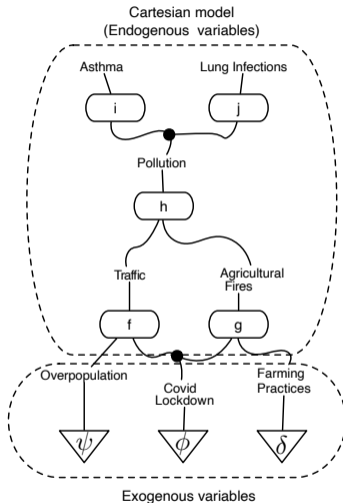 Cartesian model
(Endogenous variables)
Asthma
Lung Infections
i
j
Pollution
h
Traffic
Agricultural
Fires
f
g
Overpopulation
Covid
Lockdown
Farming
Practices
ψ
ϕ
δ
Exogenous variables